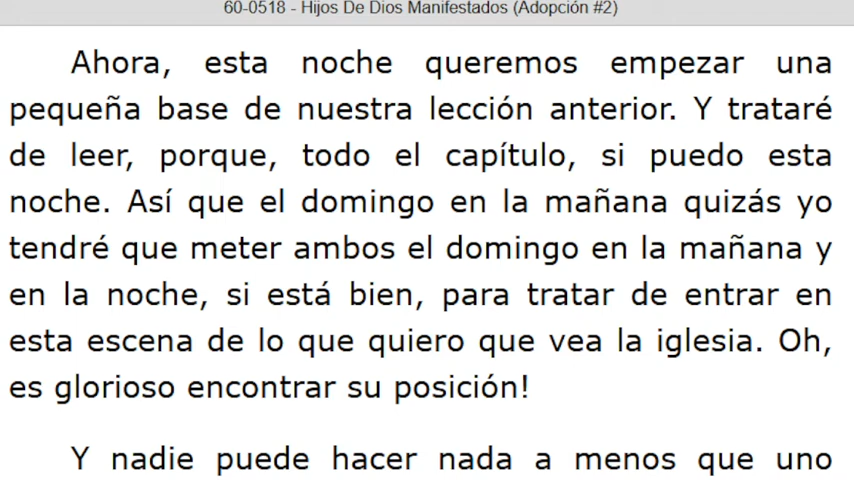 60-0518 - Hijos De Dios Manifestados (Adopción #2)
Ahora, esta noche queremos empezar una
pequeña base de nuestra lección anterior. Y trataré
de leer, porque, todo el capítulo, si puedo esta
noche. Así que el domingo en la mañana quizás yo
tendré que meter ambos el domingo en la mañana y
en la noche, si está bien, para tratar de entrar en
esta escena de lo que quiero que vea la iglesia. Oh,
es glorioso encontrar su posición!
Y nadie puede hacer nada a menos que uno